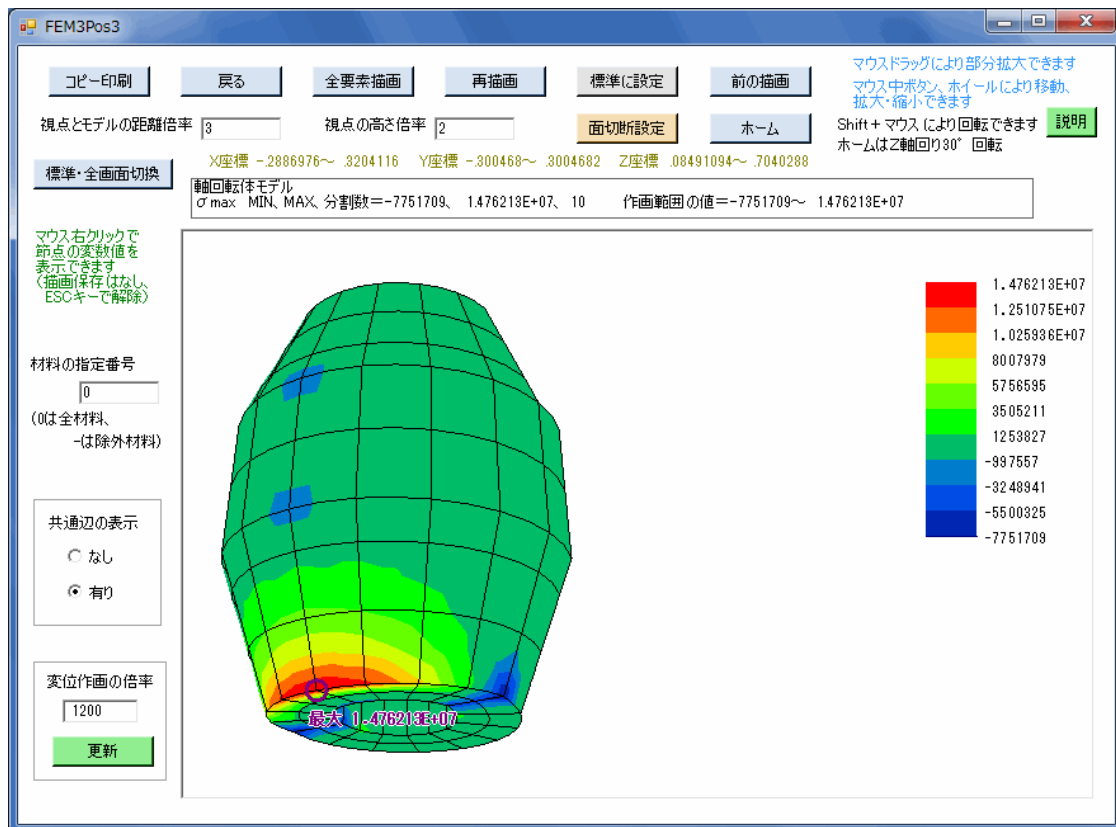 FEM3Pos3
コピー印刷 戻る 全要素描画 再描画 標準に設定 前の描画
マウスドラッグにより部分拡大できます
マウス中ボタン、ホイールにより移動、
拡大・縮小できます
視点とモデルの距離倍率 3 視点の高さ倍率 2 面切断設定 ホーム
Shift+マウスにより回転できます 説明
ホームはZ軸回り30° 回転
標準・全画面切換
X座標 -.2886976～ .3204116 Y座標 -.300468～ .3004682 Z座標 .08491094～ .7040288
軸回転体モデル
σmax MIN、MAX、分割数=-7751709、 1.476213E+07、 10 作画範囲の値=-7751709～ 1.476213E+07
マウス右クリックで
節点の変数値を
表示できます
(描画保存はなし、
ESCキーで解除)
材料の指定番号
0
(0は全材料、
-は除外材料)
共通辺の表示
なし
有り
変位作画の倍率
1200
更新
最大 1.476213E+07
1.476213E+07
1.251075E+07
1.025936E+07
8007979
5756595
3505211
1253827
-997557
-3248941
-5500325
-7751709